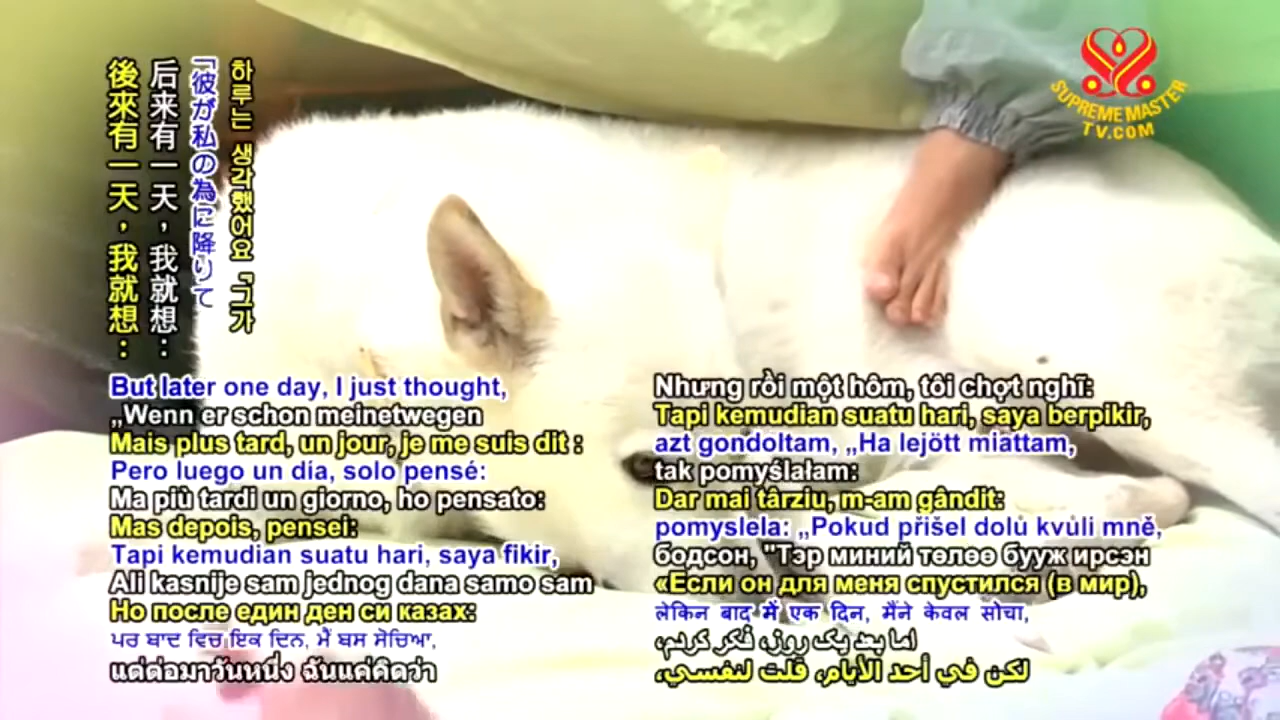 하루는 생각했어요「그가
「彼が私の為に降りて
后来有一天，我就想：
後來有一天，我就想：
SUPREME MASTER
TV.COM
But later one day, I just thought,
„Wenn er schon meinetwegen
Mais plus tard, un jour, je me suis dit :
Pero luego un día, solo pensé:
Ma più tardi un giorno, ho pensato:
Mas depois, pensei:
Tapi kemudian suatu hari, saya fikir,
Ali kasnije sam jednog dana samo sam
Но после един ден си казах:
ਪਰ ਬਾਦ ਵਿਚ ਇਕ ਦਿਨ, ਮੈਂ ਬਸ ਸੋਚਿਆ,
แต่ต่อมาวันหนึ่ง ฉันแค่คิดว่า
Nhưng rồi một hôm, tôi chợt nghĩ:
Tapi kemudian suatu hari, saya berpikir,
azt gondoltam, „Ha lejött miattam,
tak pomyślałam:
Dar mai târziu, m-am gândit:
pomyslela: „Pokud přišel dolů kvůli mně,
бодсон, "Тэр миний төлөө бууж ирсэн
«Если он для меня спустился (в мир),
लेकिन बाद में एक दिन, मैंने केवल सोचा,
اما بعد یک روز، فکر کردم،
لكن في أحد الأيام، قلت لنفسي،